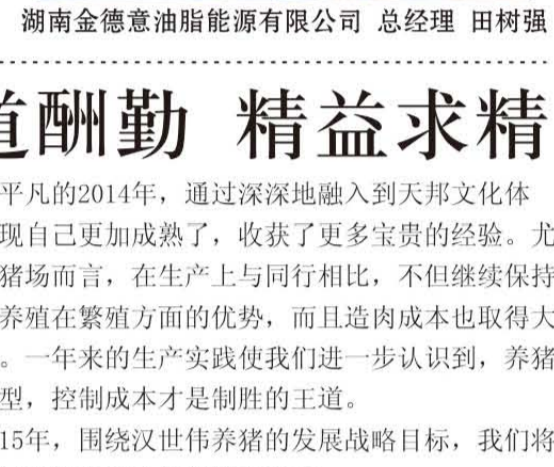 湖南金德意油脂能源有限公司 总经理 田树强
道酬勤 精益求精
平凡的2014年，通过深深地融入到天邦文化体
现自己更加成熟了，收获了更多宝贵的经验。尤
猪场而言，在生产上与同行相比，不但继续保持
养殖在繁殖方面的优势，而且造肉成本也取得大
。一年来的生产实践使我们进一步认识到，养猪
型，控制成本才是制胜的王道。
15年，围绕汉世伟养猪的发展战略目标，我们将